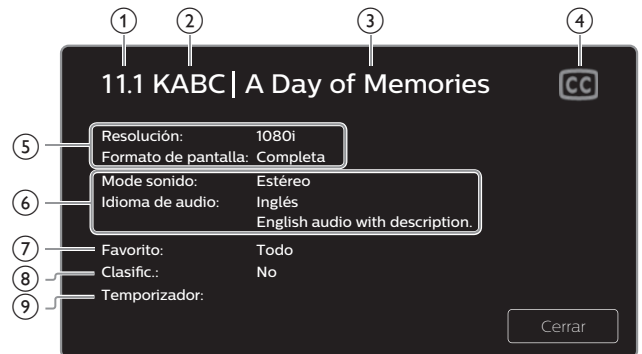 1 2 3 4
11.1 KABC | A Day of Memories CC
5 Resolución: 1080i
Formato de pantalla: Completa
6 Mode sonido: Estéreo
Idioma de audio: Inglés
English audio with description.
7 Favorito: Todo
8 Clasific.: No
9 Temporizador:
Cerrar